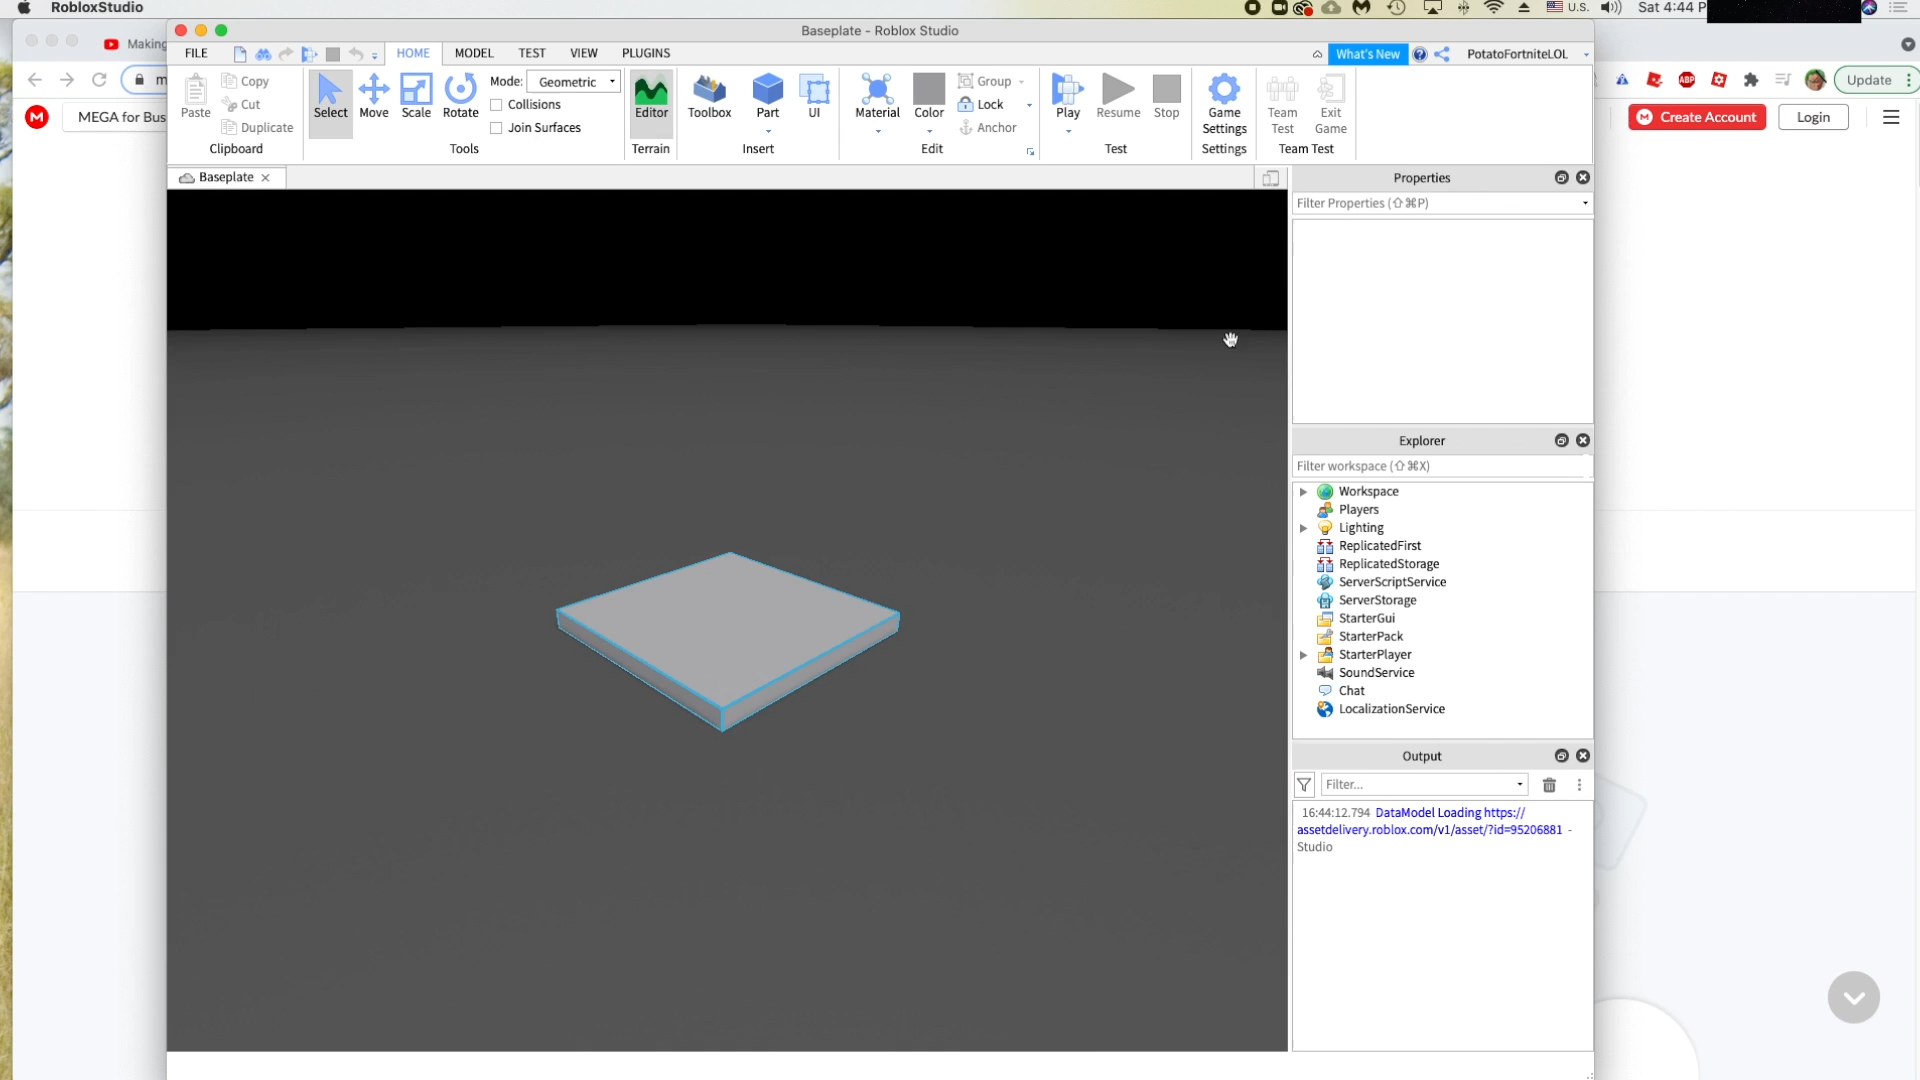 RobloxStudio
U.S.
Sat 4:44 P
Making
Baseplate - Roblox Studio
FILE
HOME
MODEL
TEST
VIEW
PLUGINS
What's New
PotatoFortniteLOL
m
Update
MEGA for Bus
Create Account
Login
Paste
Copy
Cut
Duplicate
Clipboard
Select
Move
Scale
Rotate
Mode:
Geometric
Collisions
Join Surfaces
Tools
Editor
Terrain
Toolbox
Part
UI
Insert
Material
Color
Group
Lock
Anchor
Edit
Play
Resume
Stop
Test
Game
Settings
Settings
Team
Test
Exit
Game
Team Test
Baseplate
Properties
Filter Properties (⇧⌘P)
Explorer
Filter workspace (⇧⌘X)
Workspace
Players
Lighting
ReplicatedFirst
ReplicatedStorage
ServerScriptService
ServerStorage
StarterGui
StarterPack
StarterPlayer
SoundService
Chat
LocalizationService
Output
Filter...
16:44:12.794 DataModel Loading https://
assetdelivery.roblox.com/v1/asset/?id=95206881 -
Studio